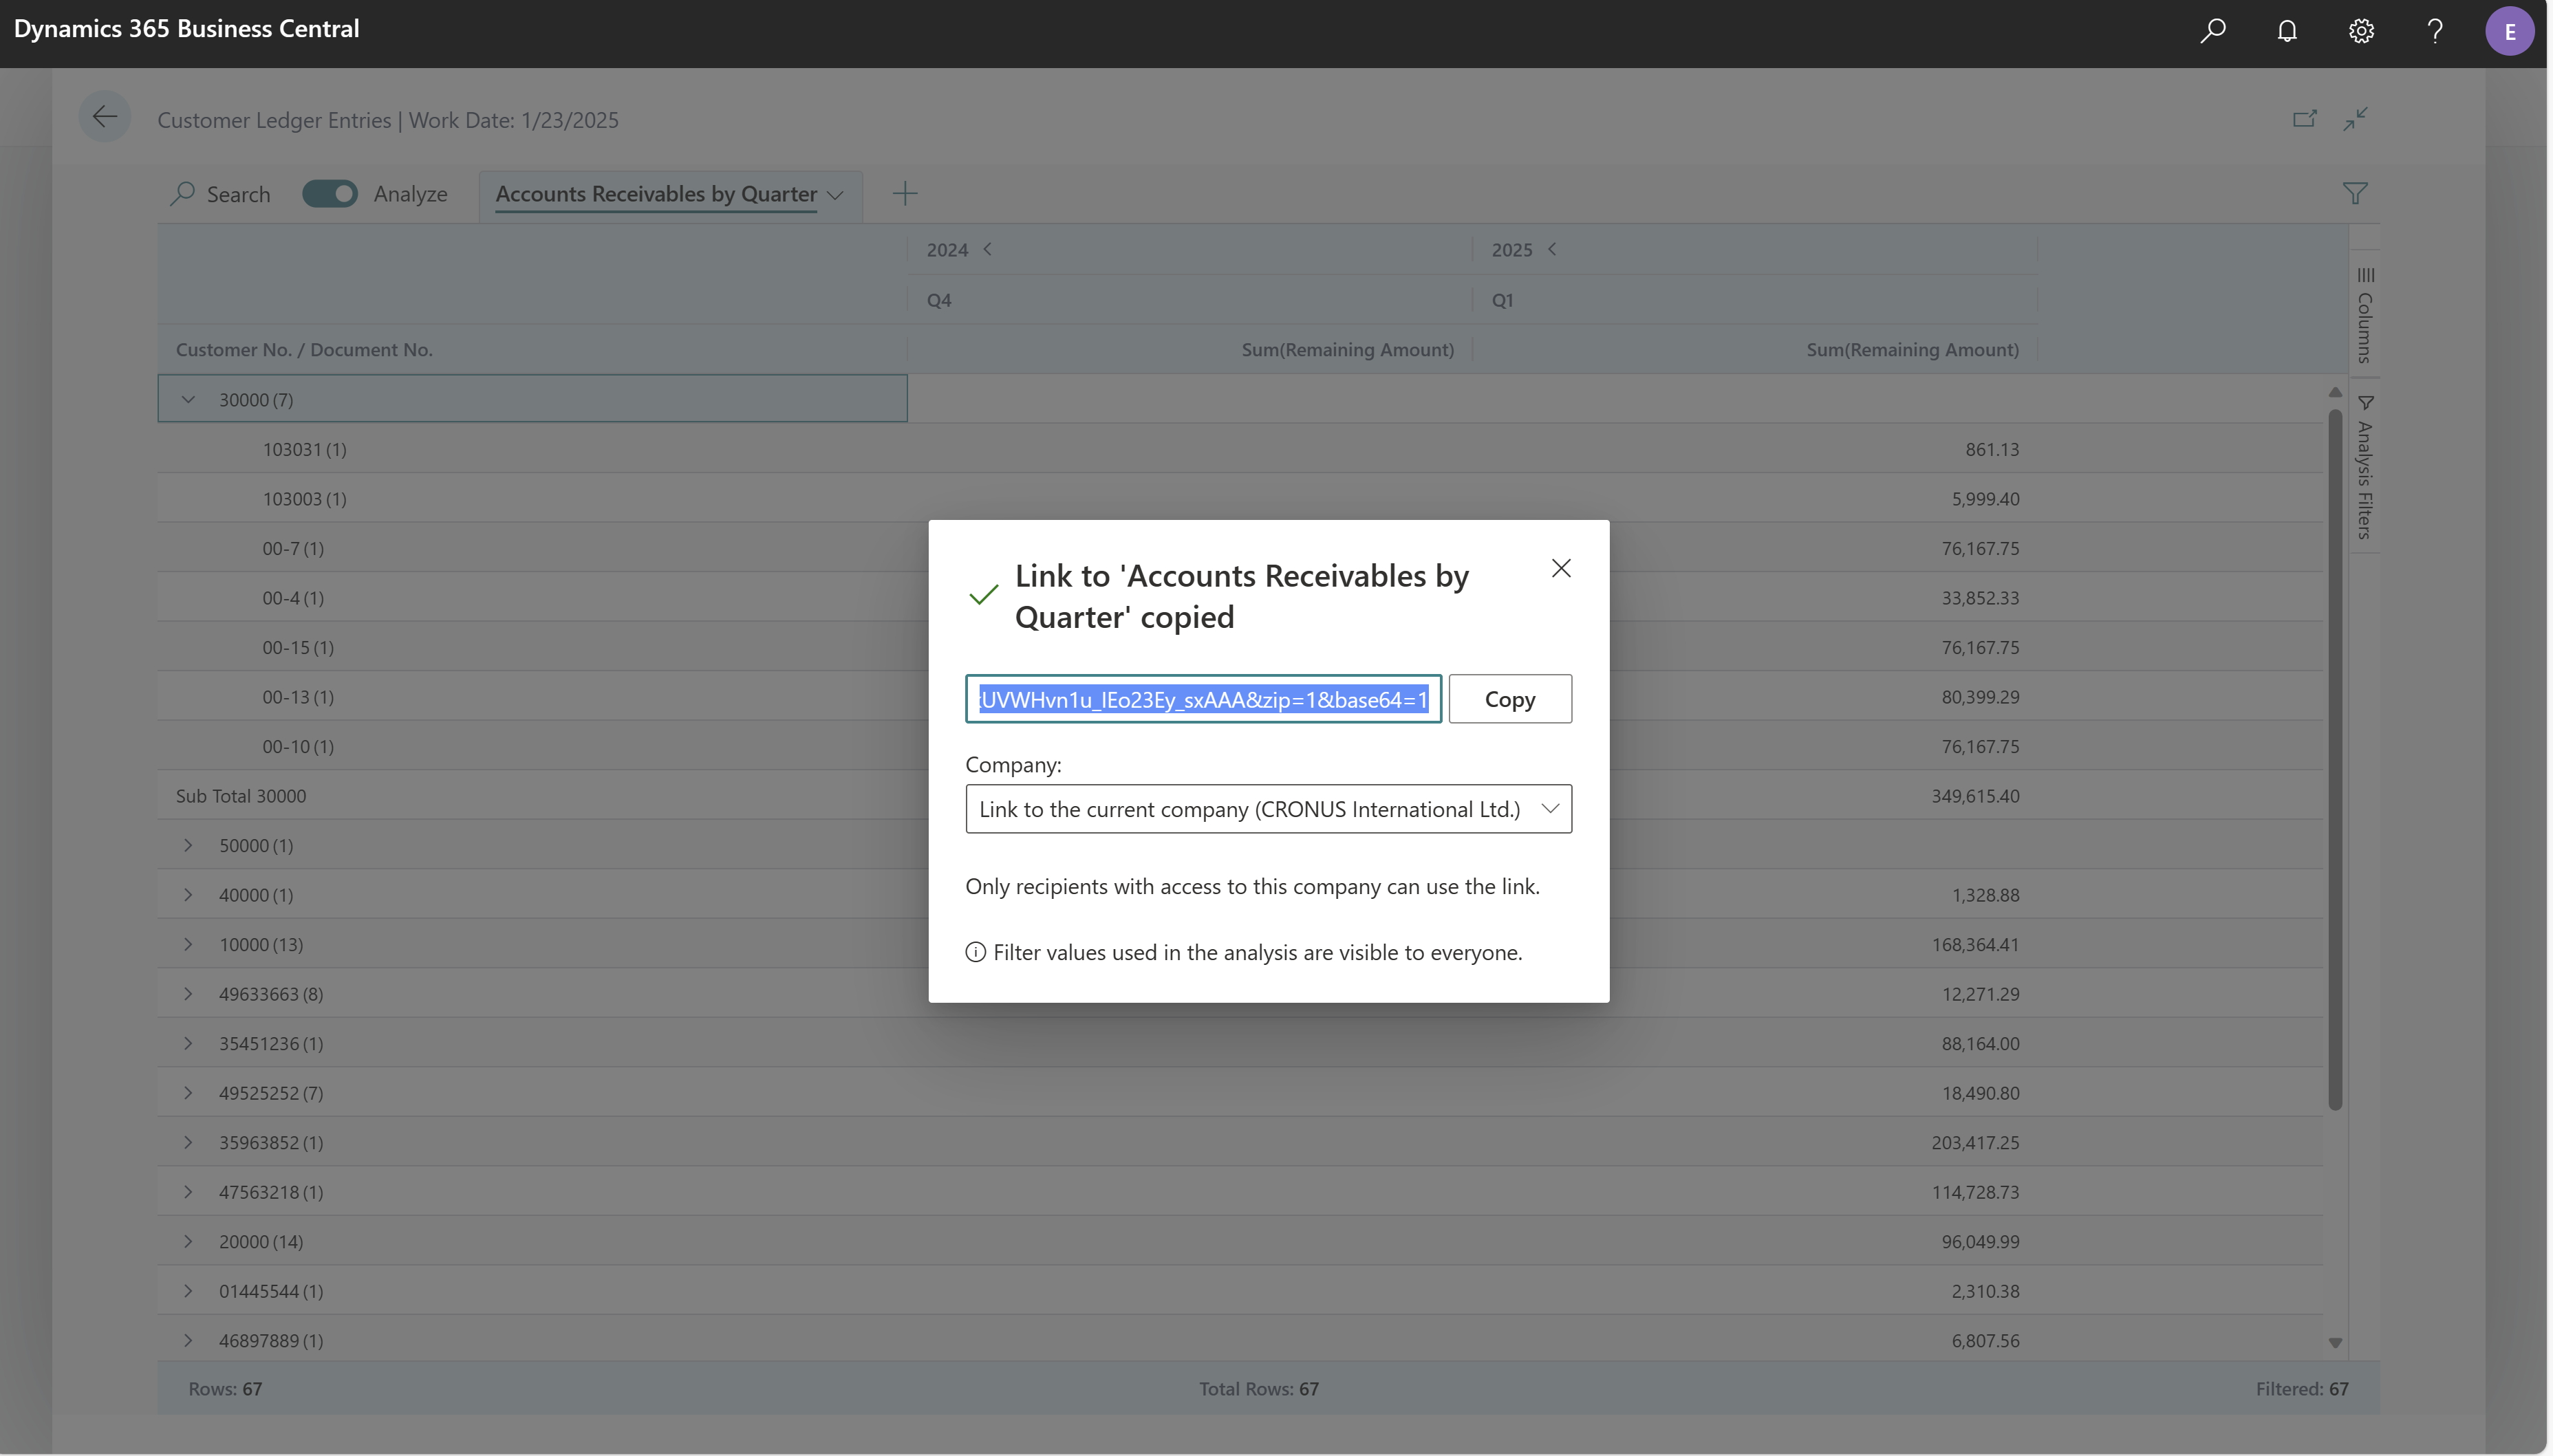 Dynamics 365 Business Central
E
Customer Ledger Entries | Work Date: 1/23/2025
Search
Analyze
Accounts Receivables by Quarter
2024
2025
Q4
Q1
Customer No. / Document No.
Sum(Remaining Amount)
Sum(Remaining Amount)
Columns
Analysis Filters
30000 (7)
103031 (1)
861.13
103003 (1)
5,999.40
00-7 (1)
76,167.75
00-4 (1)
33,852.33
00-15 (1)
76,167.75
00-13 (1)
80,399.29
00-10 (1)
76,167.75
Sub Total 30000
349,615.40
50000 (1)
40000 (1)
1,328.88
10000 (13)
168,364.41
49633663 (8)
12,271.29
35451236 (1)
88,164.00
49525252 (7)
18,490.80
35963852 (1)
203,417.25
47563218 (1)
114,728.73
20000 (14)
96,049.99
01445544 (1)
2,310.38
46897889 (1)
6,807.56
Rows: 67
Total Rows: 67
Filtered: 67
Link to 'Accounts Receivables by
Quarter' copied
UVWHvn1u_IEo23Ey_sxAAA&zip=1&base64=1
Copy
Company:
Link to the current company (CRONUS International Ltd.)
Only recipients with access to this company can use the link.
Filter values used in the analysis are visible to everyone.